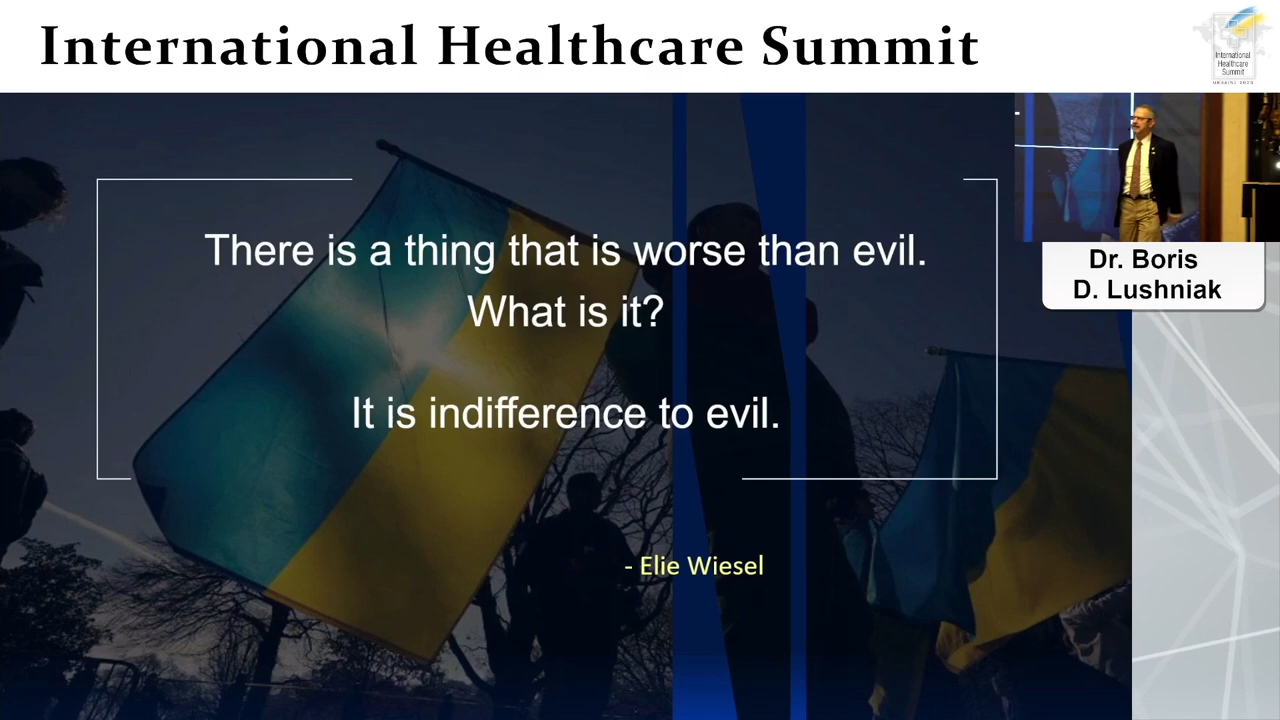 International Healthcare Summit
International
Healthcare
Summit
There is a thing that is worse than evil.
What is it?
It is indifference to evil.
- Elie Wiesel
Dr. Boris
D. Lushniak